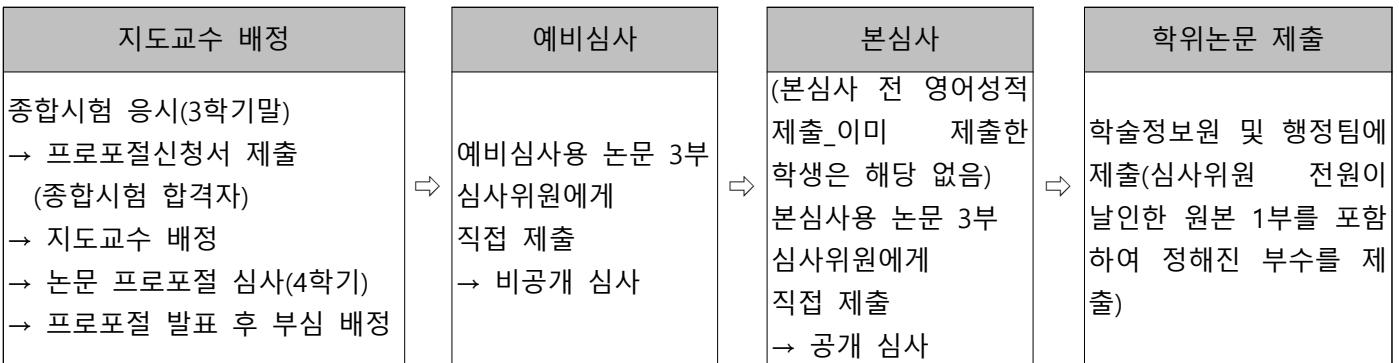 지도교수 배정
종합시험 응시(3학기말)
→ 프로포절신청서 제출
(종합시험 합격자)
→ 지도교수 배정
→ 논문 프로포절 심사(4학기)
→ 프로포절 발표 후 부심 배정
⇨
예비심사
예비심사용 논문 3부
심사위원에게
직접 제출
→ 비공개 심사
⇨
본심사
(본심사 전 영어성적
제출_이미 제출한
학생은 해당 없음)
본심사용 논문 3부
심사위원에게
직접 제출
→ 공개 심사
⇨
학위논문 제출
학술정보원 및 행정팀에
제출(심사위원 전원이
날인한 원본 1부를 포함
하여 정해진 부수를 제
출)